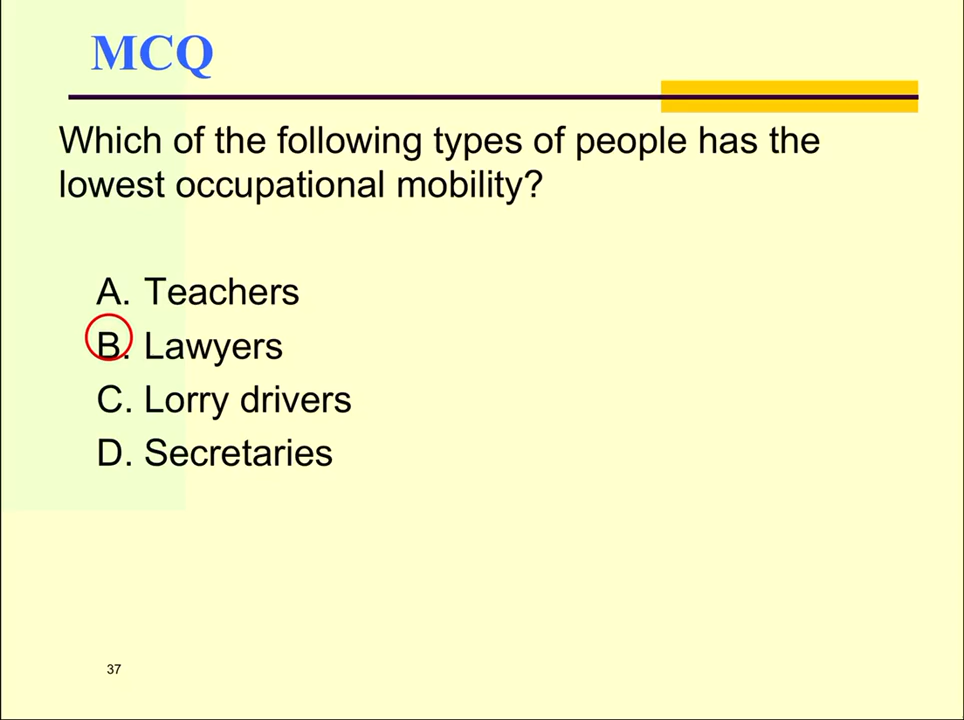 MCQ
Which of the following types of people has the
lowest occupational mobility?
A. Teachers
B. Lawyers
C. Lorry drivers
D. Secretaries
37